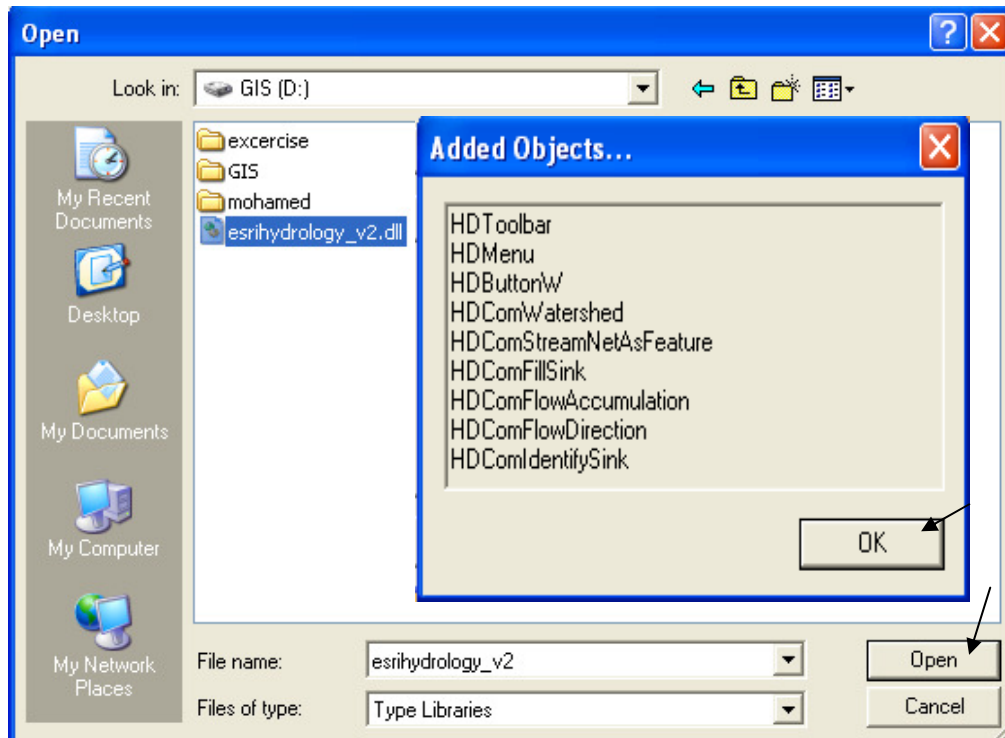 Open
Look in: GIS (D:)
My Recent
Documents
Desktop
My Documents
My Computer
My Network
Places
excercise
GIS
mohamed
esrihydrology_v2.dll
Added Objects...
HDToolbar
HDMenu
HDButtonW
HDComWatershed
HDComStreamNetAsFeature
HDComFillSink
HDComFlowAccumulation
HDComFlowDirection
HDComIdentifySink
OK
File name: esrihydrology_v2 Open
Files of type: Type Libraries Cancel